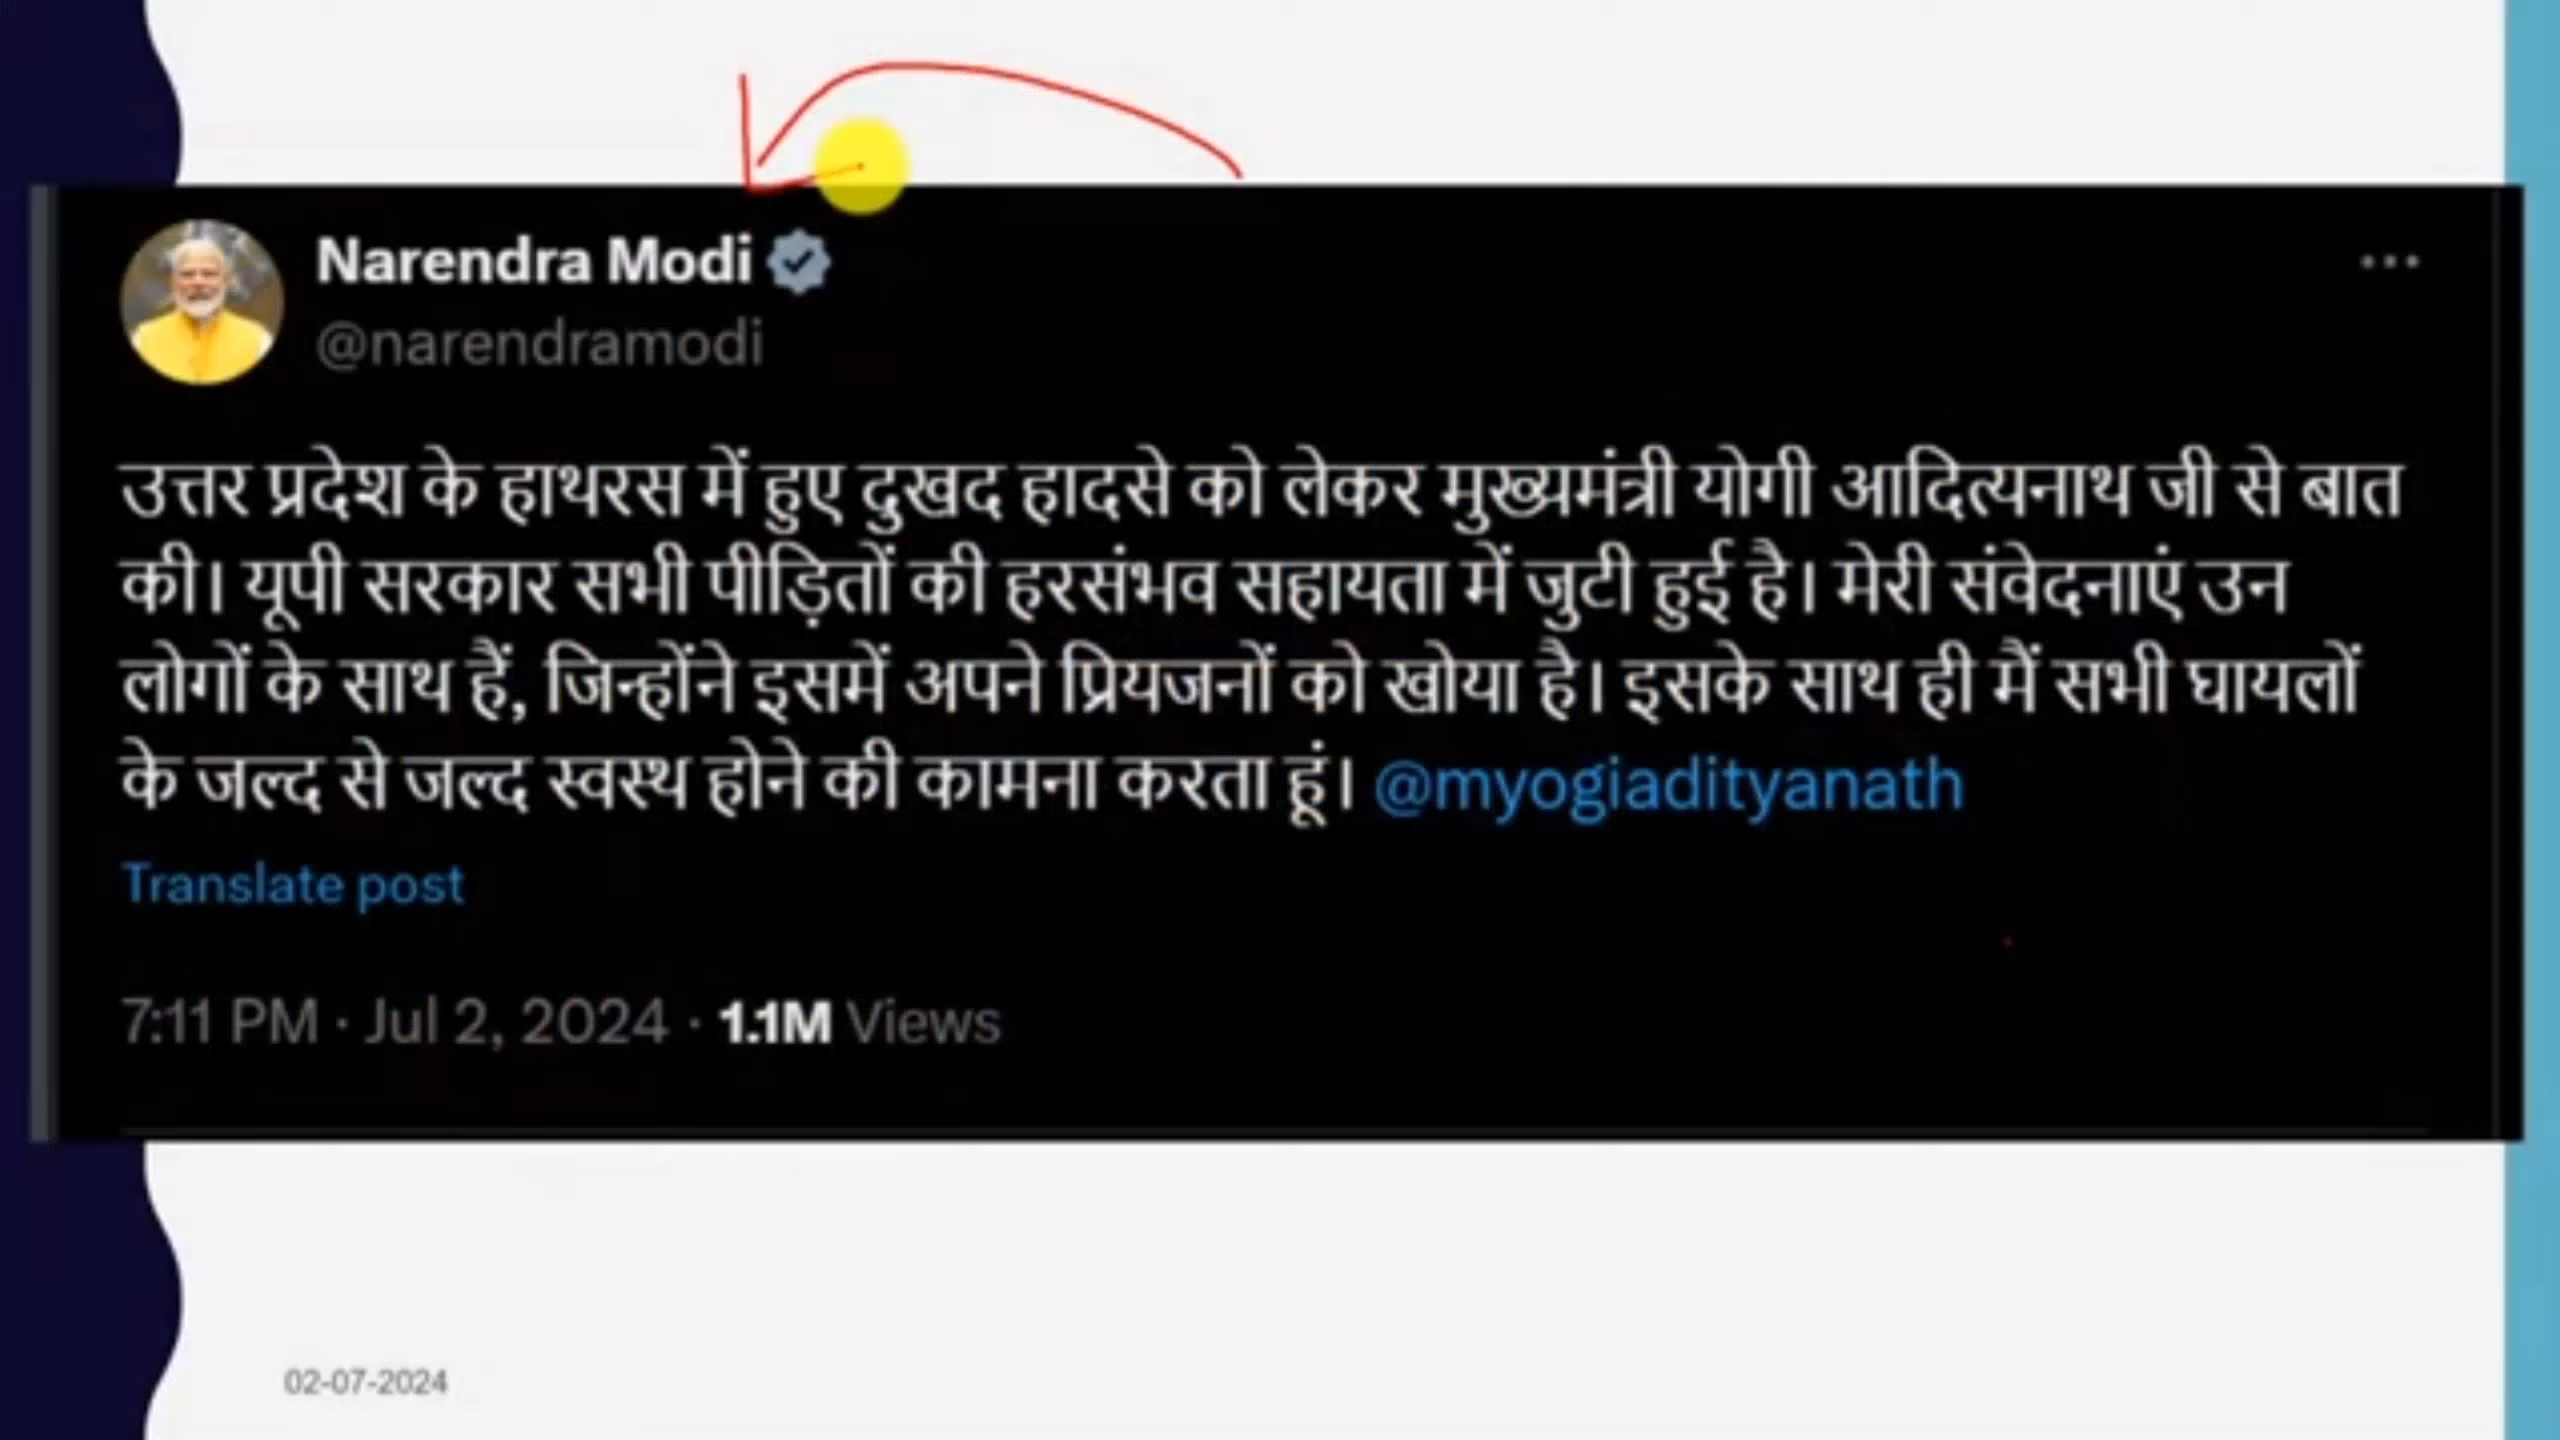 Narendra Modi
@narendramodi
उत्तर प्रदेश के हाथरस में हुए दुखद हादसे को लेकर मुख्यमंत्री योगी आदित्यनाथ जी से बात
की। यूपी सरकार सभी पीड़ितों की हरसंभव सहायता में जुटी हुई है। मेरी संवेदनाएं उन
लोगों के साथ हैं, जिन्होंने इसमें अपने प्रियजनों को खोया है। इसके साथ ही मैं सभी घायलों
के जल्द से जल्द स्वस्थ होने की कामना करता हूं। @myogiadityanath
Translate post
7:11 PM · Jul 2, 2024 · 1.1M Views
02-07-2024